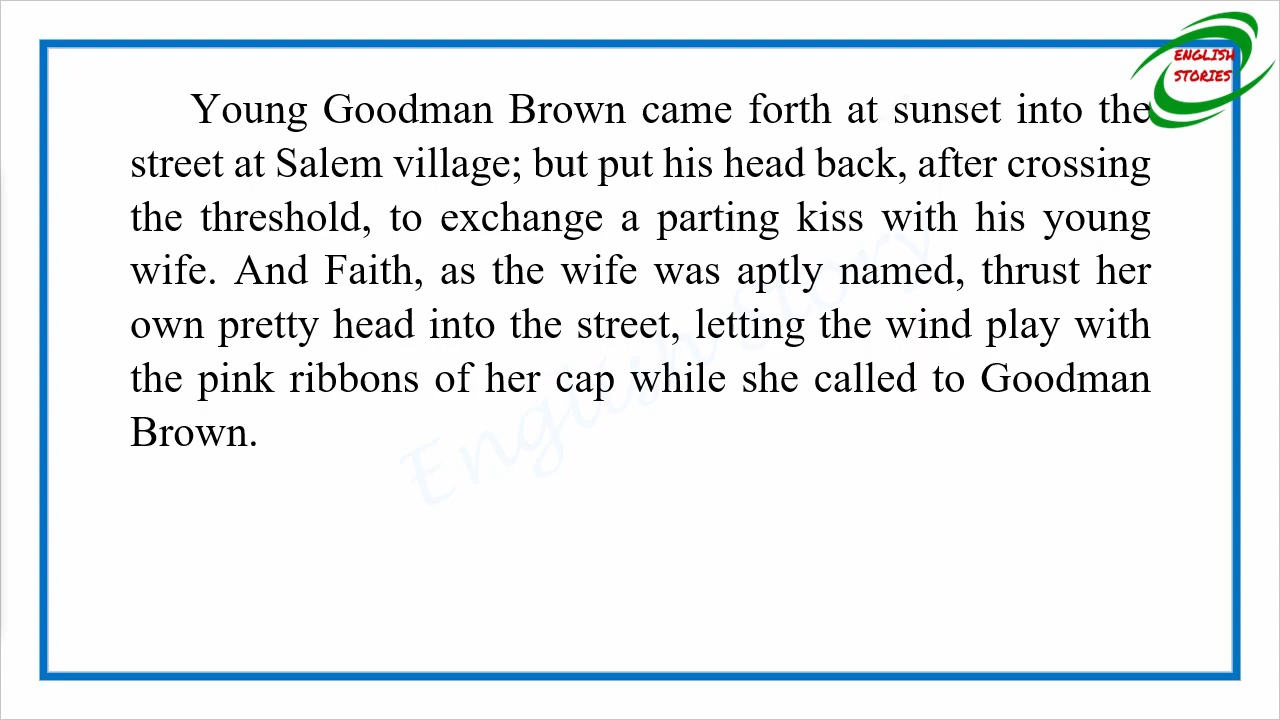 ENGLISH
STORIES
Young Goodman Brown came forth at sunset into the
street at Salem village; but put his head back, after crossing
the threshold, to exchange a parting kiss with his young
wife. And Faith, as the wife was aptly named, thrust her
own pretty head into the street, letting the wind play with
the pink ribbons of her cap while she called to Goodman
Brown.
English story